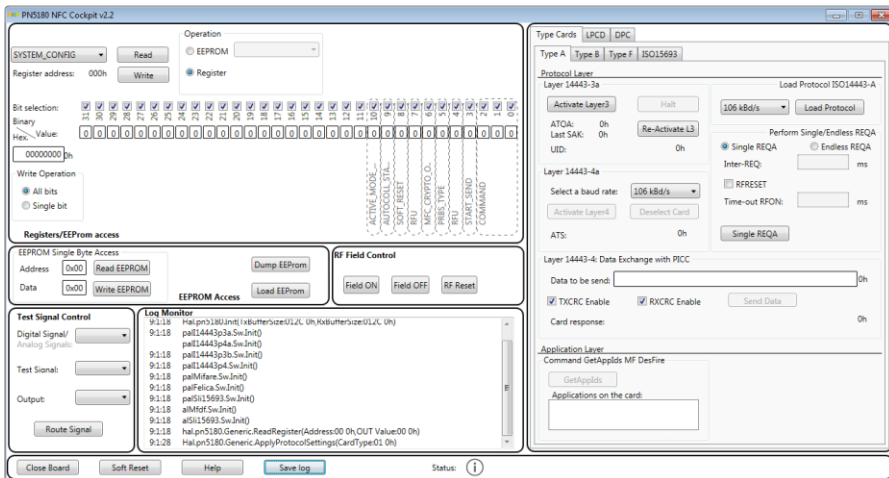 PN5180 NFC Cockpit v2.2
SYSTEM_CONFIG
Read
Register address:
000h
Write
Operation
EEPROM
Register
Bit selection:
31 30 29 28 27 26 25 24 23 22 21 20 19 18 17 16 15 14 13 12 11 10 9 8 7 6 5 4 3 2 1 0
Binary
Hex.
Value:
0 0 0 0 0 0 0 0 0 0 0 0 0 0 0 0 0 0 0 0 0 0 0 0 0 0 0 0 0 0 0 0
00000000
0h
Write Operation
All bits
Single bit
ACTIVE_MODE_...
AUTOCOLL_STA...
SOFT_RESET
RFU
MFC_CRYPTO_O...
PRBS_TYPE
RFU
START_SEND
COMMAND
Registers/EEProm access
EEPROM Single Byte Access
Address
0x00
Read EEPROM
Data
0x00
Write EEPROM
Dump EEProm
Load EEProm
EEPROM Access
RF Field Control
Field ON
Field OFF
RF Reset
Test Signal Control
Digital Signal/
Analog Signals:
Test Signal:
Output:
Route Signal
Log Monitor
9:1:18 Hal.pn5180.Init(TxBufferSize:012C 0h,RxBufferSize:012C 0h)
9:1:18 palI14443p3a.Sw.Init()
palI14443p4a.Sw.Init()
9:1:18 palI14443p3b.Sw.Init()
9:1:18 palI14443p4.Sw.Init()
9:1:18 palMifare.Sw.Init()
9:1:18 palFelica.Sw.Init()
9:1:18 palSli15693.Sw.Init()
9:1:18 alMfdf.Sw.Init()
9:1:18 alSli15693.Sw.Init()
9:1:18 hal.pn5180.Generic.ReadRegister(Address:00 0h,OUT Value:00 0h)
9:1:28 Hal.pn5180.Generic.ApplyProtocolSettings(CardType:01 0h)
Close Board
Soft Reset
Help
Save log
Status:
Type Cards
LPCD
DPC
Type A
Type B
Type F
ISO15693
Protocol Layer
Layer 14443-3a
Activate Layer3
Halt
ATQA:
0h
Last SAK:
0h
Re-Activate L3
UID:
0h
Load Protocol ISO14443-A
106 kBd/s
Load Protocol
Perform Single/Endless REQA
Single REQA
Endless REQA
Inter-REQ:
ms
RFRESET
Time-out RFON:
ms
Single REQA
Layer 14443-4a
Select a baud rate:
106 kBd/s
Activate Layer4
Deselect Card
ATS:
0h
Layer 14443-4: Data Exchange with PICC
Data to be send:
0h
TXCRC Enable
RXCRC Enable
Send Data
Card response:
0h
Application Layer
Command GetAppIds MF DesFire
GetAppIds
Applications on the card: